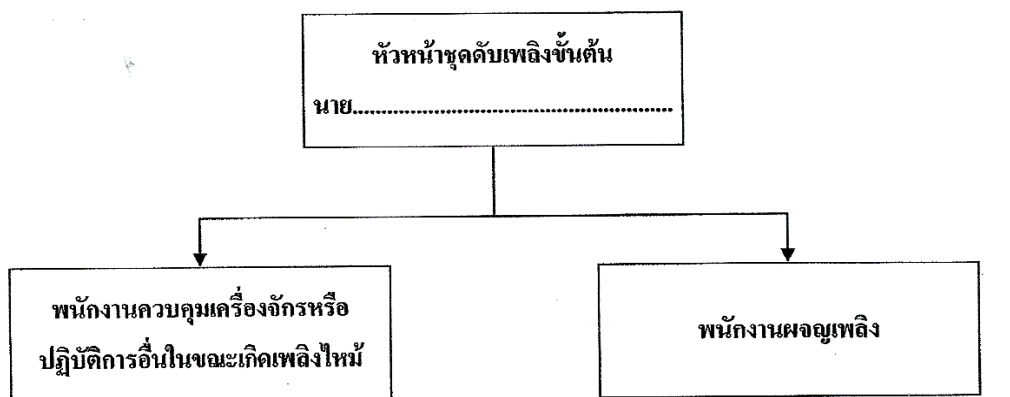 หัวหน้าชุดดับเพลิงขั้นต้น
นาย........................................................
พนักงานควบคุมเครื่องจักรหรือ
ปฏิบัติการอื่นในขณะเกิดเพลิงไหม้
พนักงานผจญเพลิง